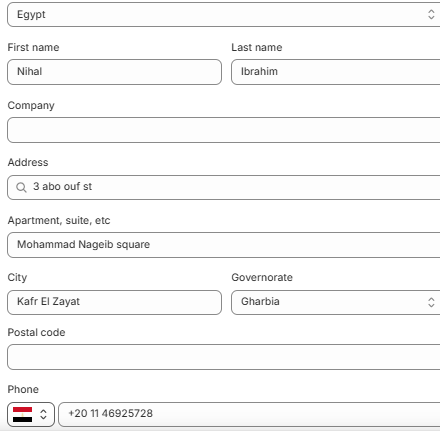 Egypt
First name
Last name
Nihal
Ibrahim
Company
Address
3 abo ouf st
Apartment, suite, etc
Mohammad Nageib square
City
Governorate
Kafr El Zayat
Gharbia
Postal code
Phone
+20 11 46925728